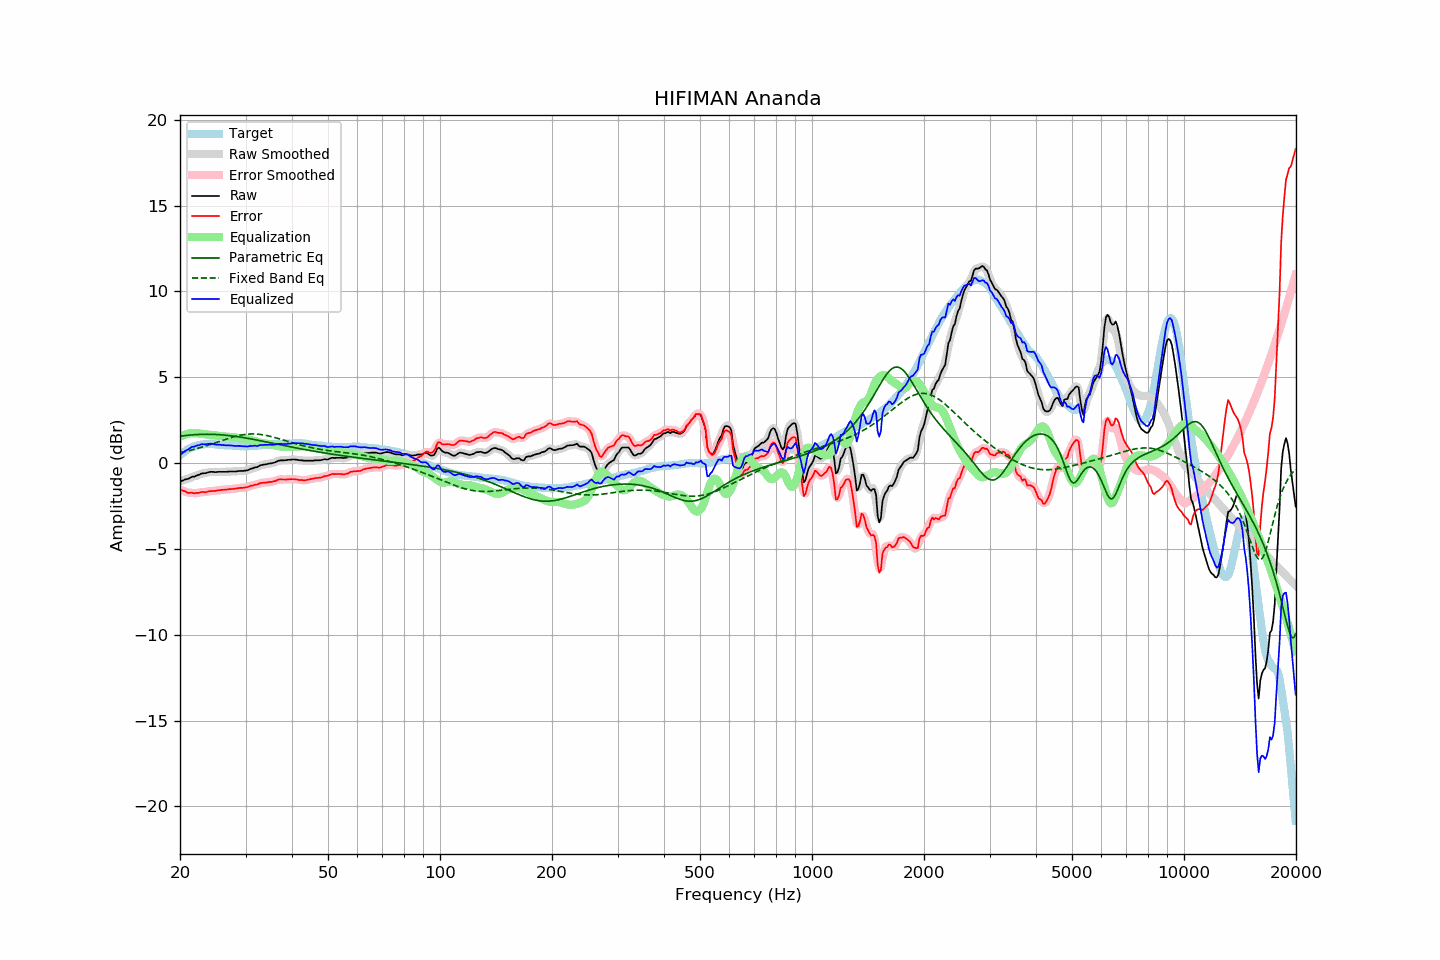 HIFIMAN Ananda
20
15
10
5
0
−5
−10
−15
−20
Amplitude (dBr)
Target
Raw Smoothed
Error Smoothed
Raw
Error
Equalization
Parametric Eq
Fixed Band Eq
Equalized
20
50
100
200
500
1000
2000
5000
10000
20000
Frequency (Hz)